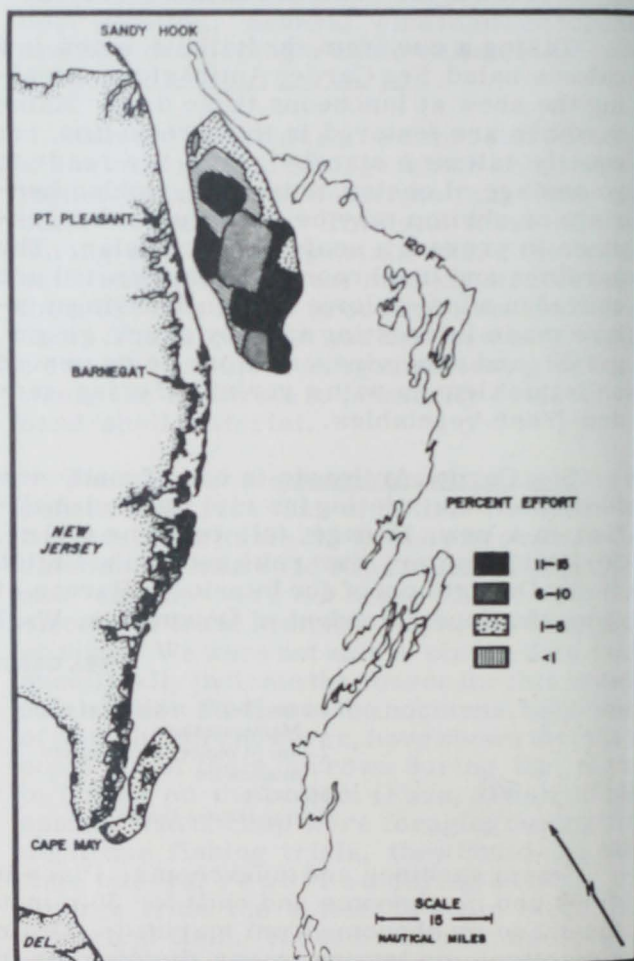 SANDY HOOK
PT. PLEASANT
120 FT.
BARNEGAT
PERCENT EFFORT
NEW
JERSEY
11-15
6-10
1-5
<1
CAPE MAY
SCALE
15
NAUTICAL MILES
N
DEL.